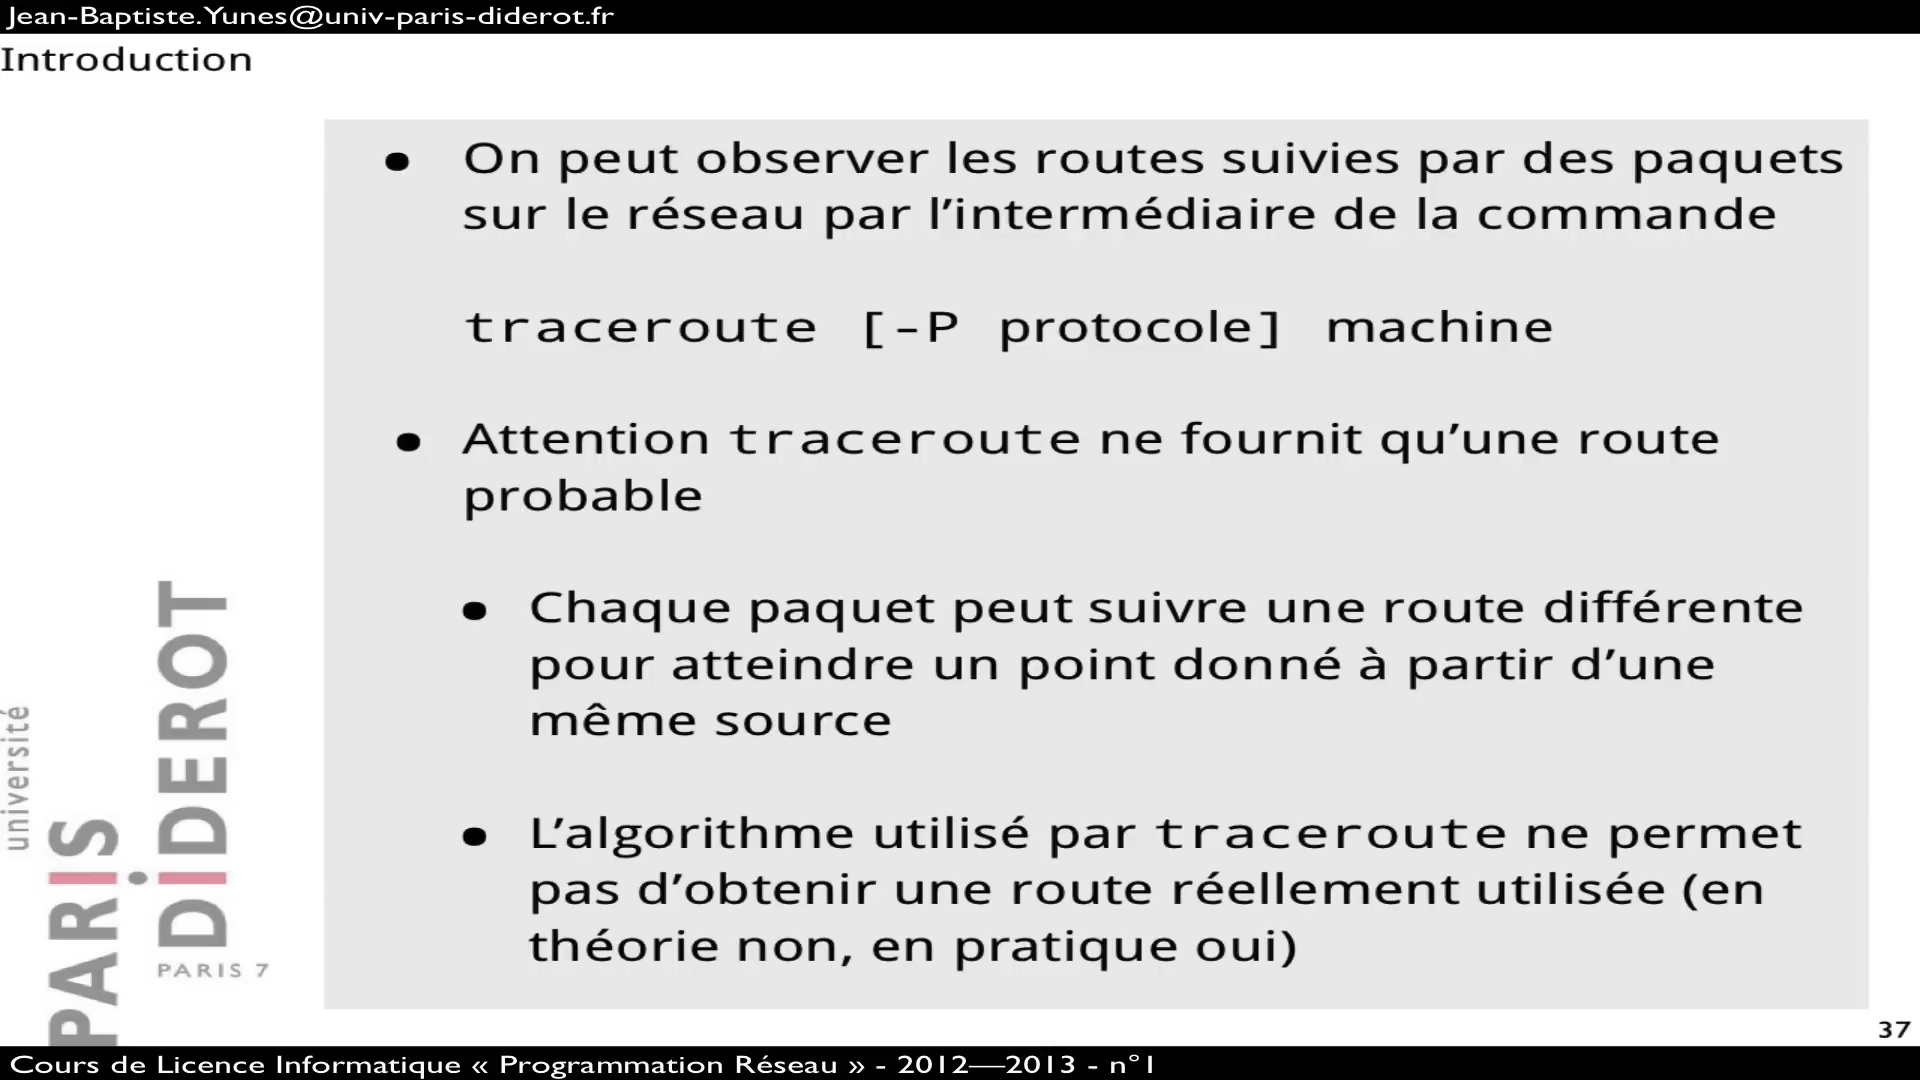 Jean-Baptiste.Yunes@univ-paris-diderot.fr
Introduction
• On peut observer les routes suivies par des paquets
sur le réseau par l’intermédiaire de la commande
traceroute [-P protocole] machine
• Attention traceroute ne fournit qu’une route
probable
• Chaque paquet peut suivre une route différente
pour atteindre un point donné à partir d’une
même source
• L’algorithme utilisé par traceroute ne permet
pas d’obtenir une route réellement utilisée (en
théorie non, en pratique oui)
université
PARIS
DiDEROT
PARIS 7
37
Cours de Licence Informatique « Programmation Réseau » - 2012—2013 - n°1